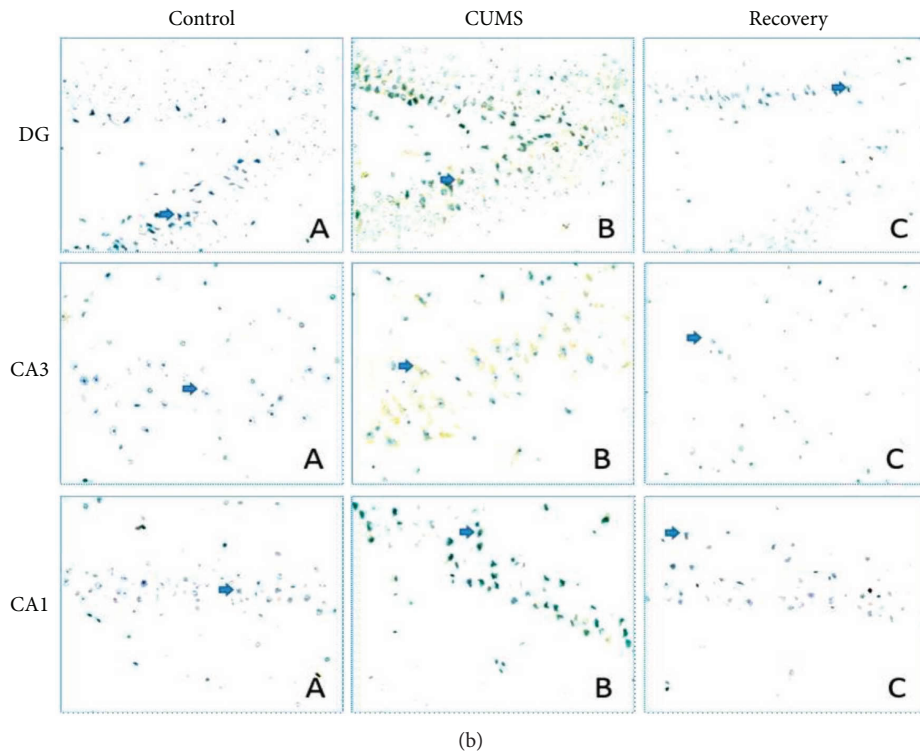 Control CUMS Recovery
DG
A B C
CA3
A B C
CA1
A B C
(b)